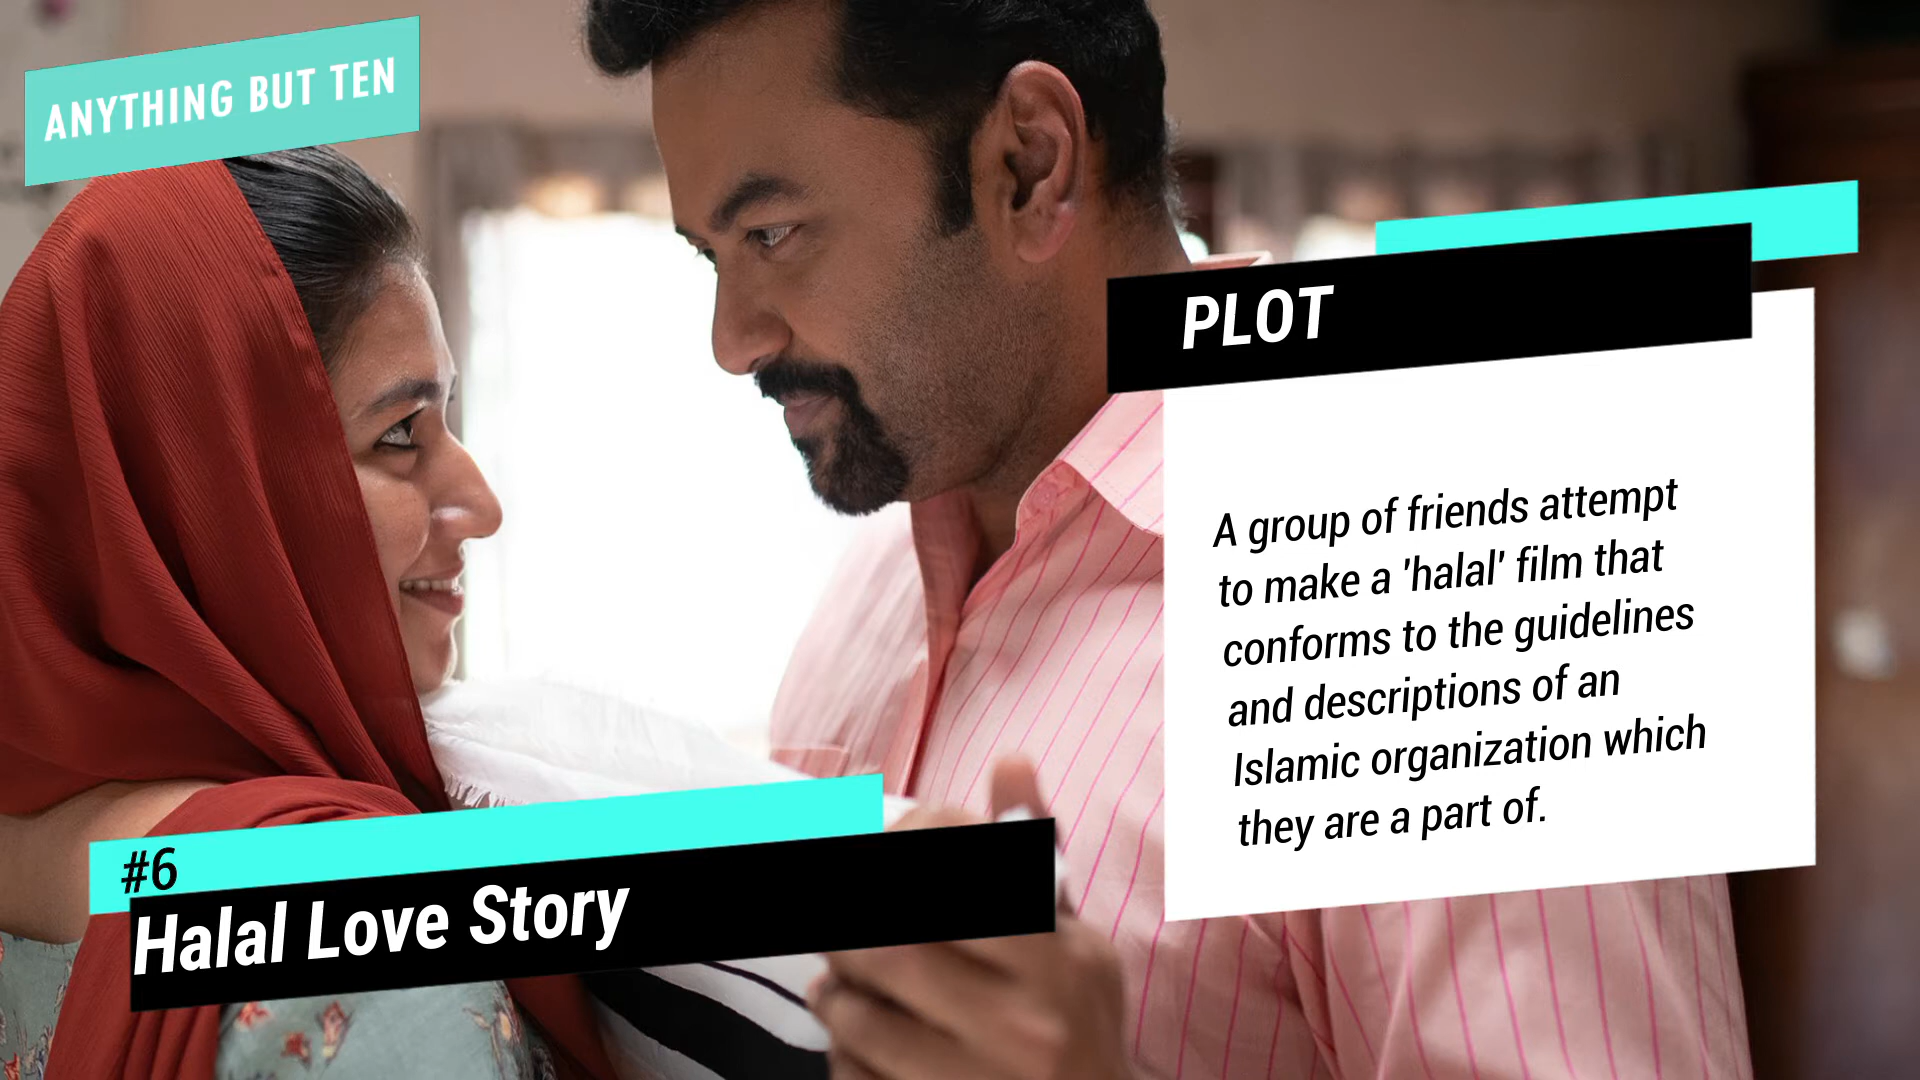 ANYTHING BUT TEN
PLOT
A group of friends attempt
to make a 'halal' film that
conforms to the guidelines
and descriptions of an
Islamic organization which
they are a part of.
#6
Halal Love Story